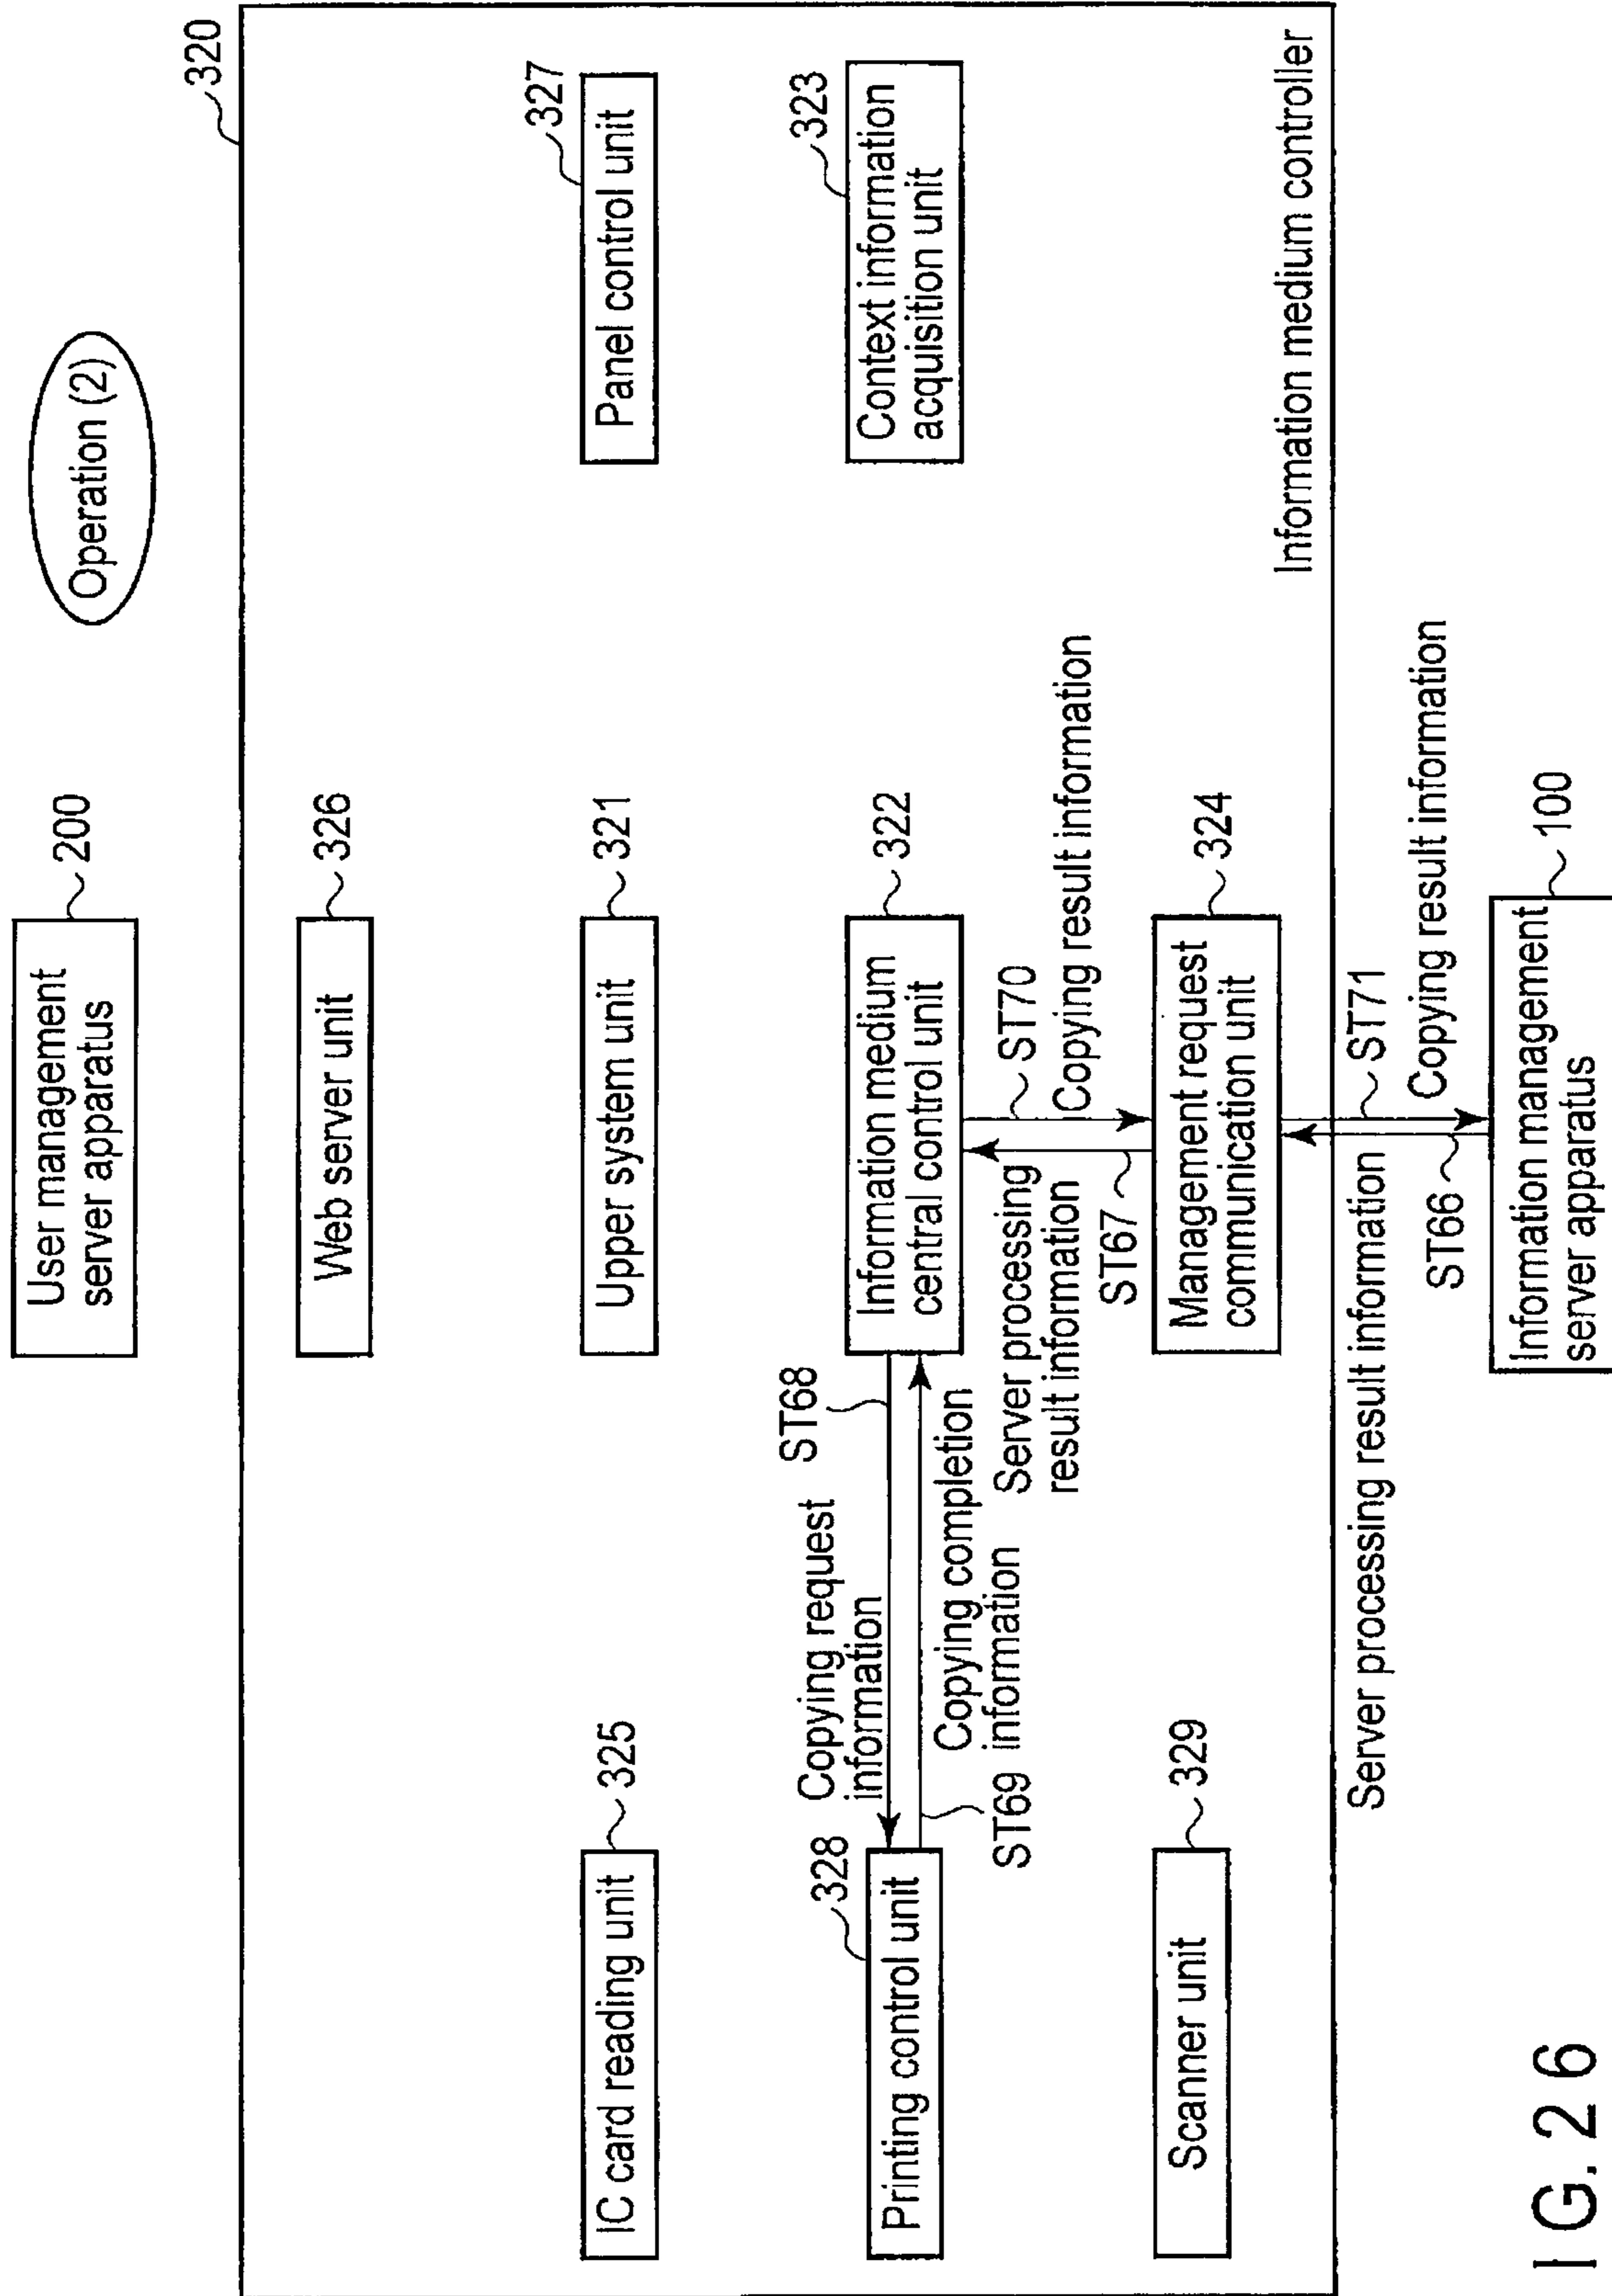 Operation (2)
User management
server apparatus
200
320
Web server unit
326
IC card reading unit
325
Upper system unit
321
Panel control unit
327
Printing control unit
328
Copying request
information
ST68
ST69
Copying completion
information
Information medium
central control unit
322
Context information
acquisition unit
323
Server processing
result information
ST67
ST70
Copying result information
Scanner unit
329
Management request
communication unit
324
Information medium controller
Server processing result information
ST66
ST71
Copying result information
Information management
server apparatus
100
IG. 26